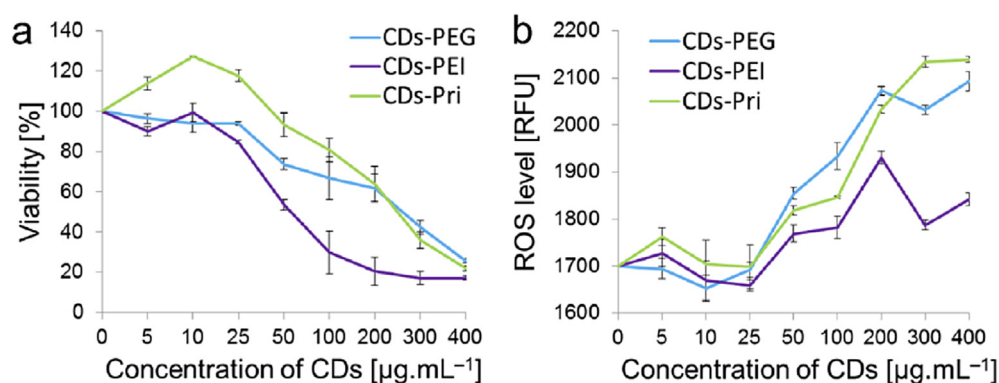 a
140
120
100
80
60
40
20
0
Viability [%]
CDs-PEG
CDs-PEI
CDs-Pri
0 5 10 25 50 100 200 300 400
Concentration of CDs [µg.mL⁻¹]
b
2200
2100
2000
1900
1800
1700
1600
ROS level [RFU]
CDs-PEG
CDs-PEI
CDs-Pri
0 5 10 25 50 100 200 300 400
Concentration of CDs [µg.mL⁻¹]